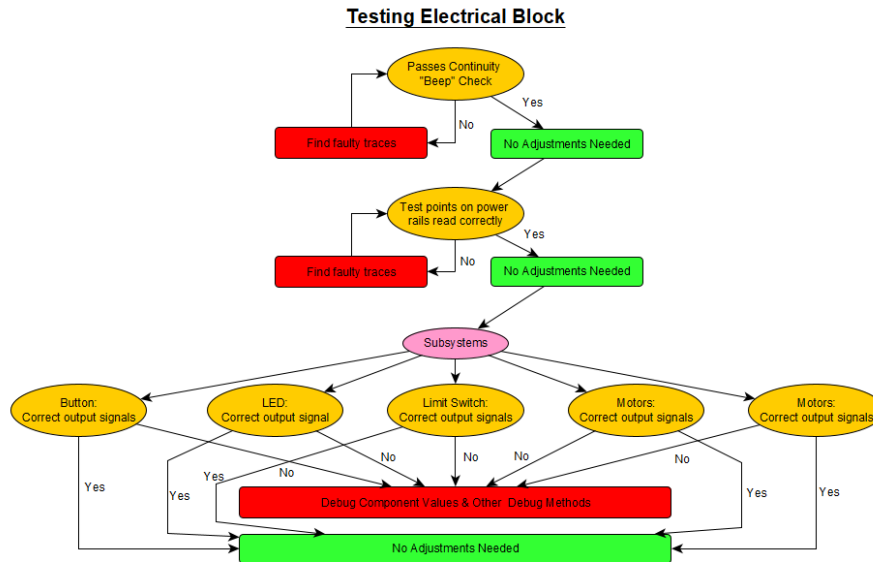 Testing Electrical Block
Passes Continuity
"Beep" Check
Yes
No
Find faulty traces
No Adjustments Needed
Test points on power
rails read correctly
Yes
No
Find faulty traces
No Adjustments Needed
Subsystems
Button:
Correct output signals
LED:
Correct output signal
Limit Switch:
Correct output signals
Motors:
Correct output signals
Motors:
Correct output signals
No
No
No
No
No
Yes
Yes
Yes
Yes
Yes
Debug Component Values & Other Debug Methods
No Adjustments Needed